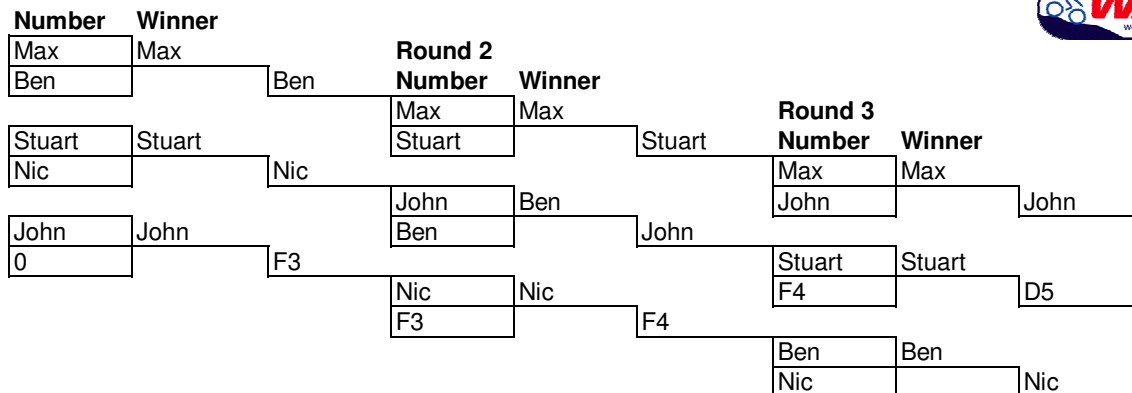 Number Winner
Max Max Round 2
Ben Ben Number Winner
Max Max Round 3
Stuart Stuart Stuart Stuart Number Winner
Nic Nic Max Max
John Ben John John
John John Ben John
0 F3 Stuart Stuart
Nic Nic F4 D5
F3 F4
Ben Ben
Nic Nic